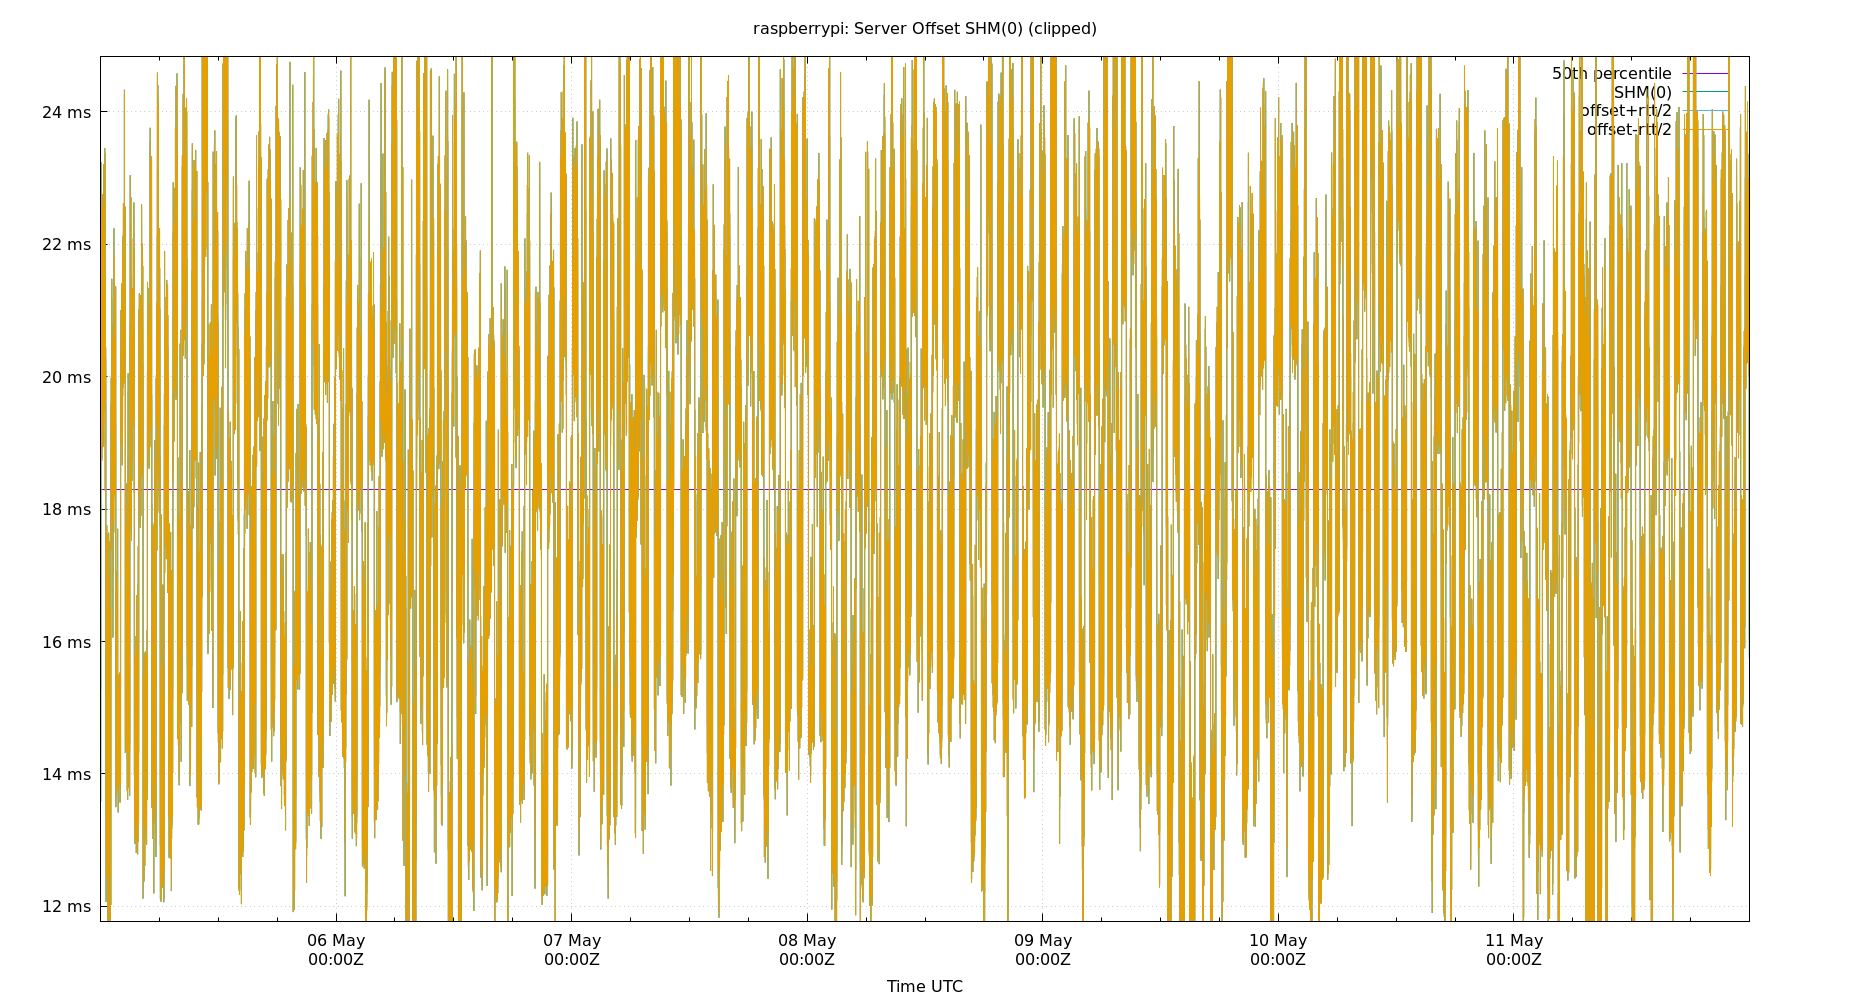 raspberrypi: Server Offset SHM(0) (clipped)
50th percentile
SHM(0)
offset+rtt/2
offset-rtt/2
24 ms
22 ms
20 ms
18 ms
16 ms
14 ms
12 ms
06 May 07 May 08 May 09 May 10 May 11 May
00:00Z 00:00Z 00:00Z 00:00Z 00:00Z 00:00Z
Time UTC